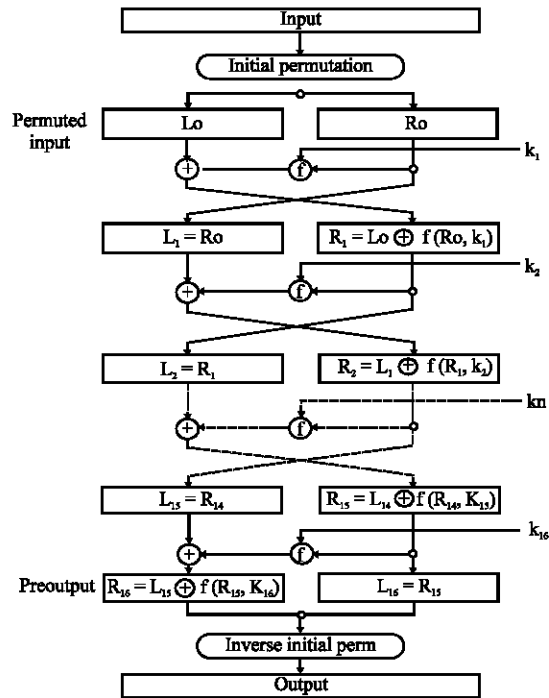 Input
Initial permutation
Permuted input
Lo
Ro
+
f
k₁
L₁ = Ro
R₁ = Lo ⊕ f (Ro, k₁)
+
f
k₂
L₂ = R₁
R₂ = L₁ ⊕ f (R₁, k₂)
+
f
kn
L₁₅ = R₁₄
R₁₅ = L₁₄ ⊕ f (R₁₄, K₁₅)
+
f
k₁₆
Preoutput
R₁₆ = L₁₅ ⊕ f (R₁₅, K₁₆)
L₁₆ = R₁₅
Inverse initial perm
Output